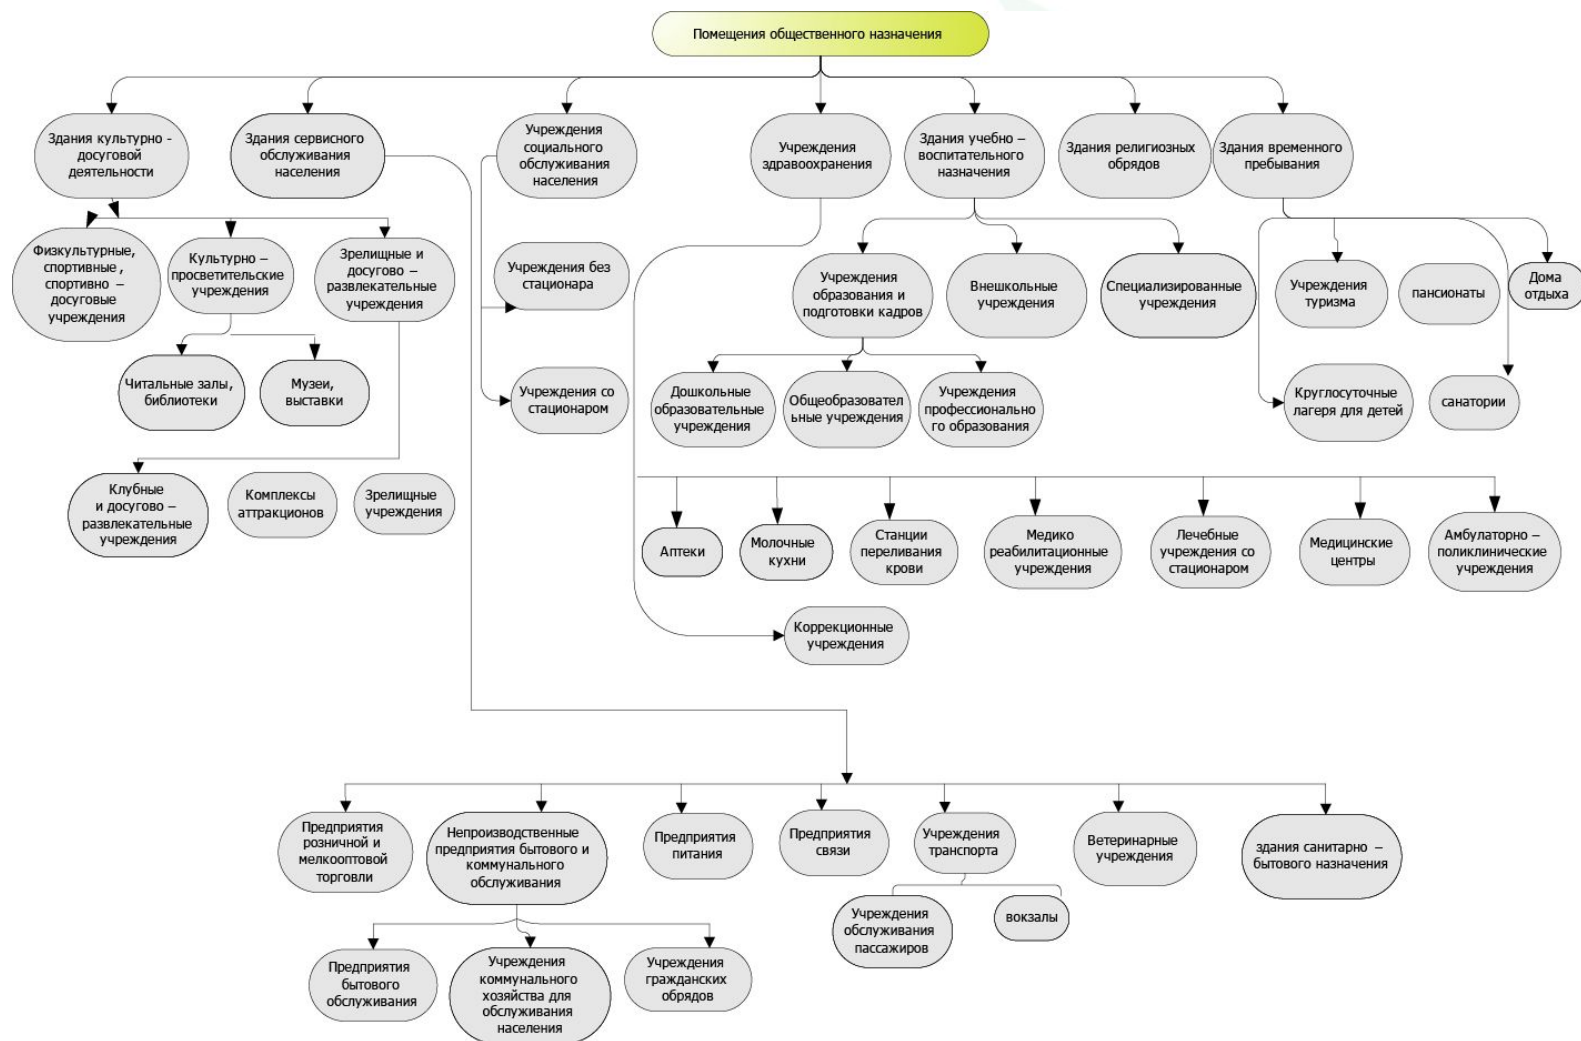 Помещения общественного назначения
Здания культурно -
досуговой
деятельности
Здания сервисного
обслуживания
населения
Учреждения
социального
обслуживания
населения
Учреждения
здравоохранения
Здания учебно –
воспитательного
назначения
Здания религиозных
обрядов
Здания временного
пребывания
Физкультурные,
спортивные ,
спортивно –
досуговые
учреждения
Культурно –
просветительские
учреждения
Зрелищные и
досугово –
развлекательные
учреждения
Учреждения без
стационара
Учреждения
образования и
подготовки кадров
Внешкольные
учреждения
Специализированные
учреждения
Учреждения
туризма
пансионаты
Дома
отдыха
Читальные залы,
библиотеки
Музеи,
выставки
Учреждения со
стационаром
Дошкольные
образовательные
учреждения
Общеобразовател
ьные учреждения
Учреждения
профессионально
го образования
Круглосуточные
лагеря для детей
санатории
Клубные
и досугово –
развлекательные
учреждения
Комплексы
аттракционов
Зрелищные
учреждения
Аптеки
Молочные
кухни
Станции
переливания
крови
Медико
реабилитационные
учреждения
Лечебные
учреждения со
стационаром
Медицинские
центры
Амбулаторно –
поликлинические
учреждения
Коррекционные
учреждения
Предприятия
розничной и
мелкооптовой
торговли
Непроизводственные
предприятия бытового и
коммунального
обслуживания
Предприятия
питания
Предприятия
связи
Учреждения
транспорта
Ветеринарные
учреждения
здания санитарно –
бытового назначения
Учреждения
обслуживания
пассажиров
вокзалы
Предприятия
бытового
обслуживания
Учреждения
коммунального
хозяйства для
обслуживания
населения
Учреждения
гражданских
обрядов